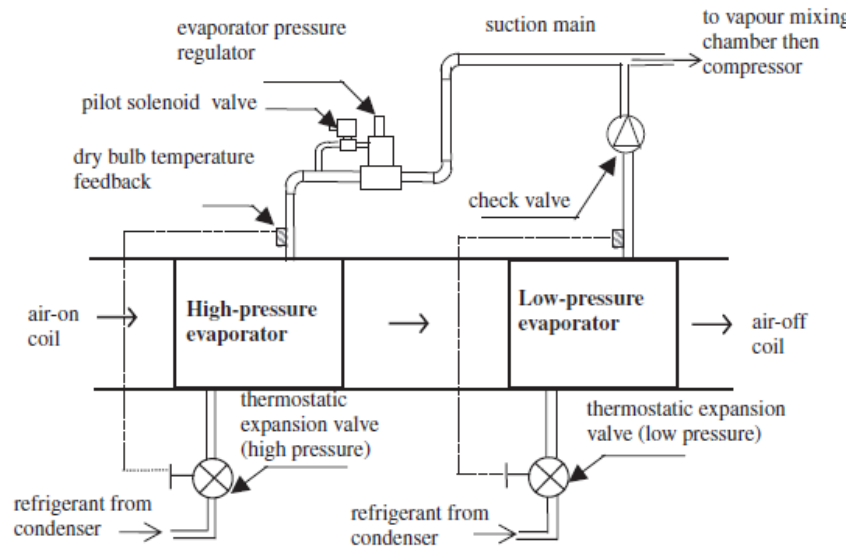 evaporator pressure
regulator
suction main
to vapour mixing
chamber then
compressor
pilot solenoid valve
dry bulb temperature
feedback
check valve
air-on
coil
High-pressure
evaporator
Low-pressure
evaporator
air-off
coil
thermostatic
expansion valve
(high pressure)
thermostatic expansion
valve (low pressure)
refrigerant from
condenser
refrigerant from
condenser